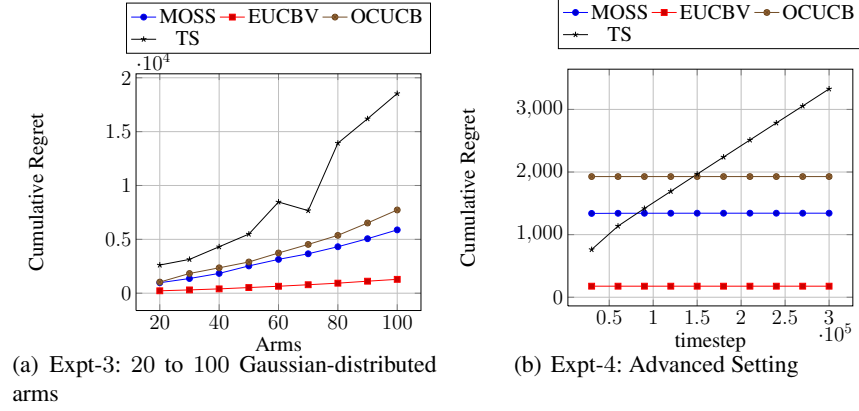 MOSS EUCBV OCUCB
TS
·10^4
2
1.5
1
0.5
0
20 40 60 80 100
Arms
Cumulative Regret
(a) Expt-3: 20 to 100 Gaussian-distributed
arms
MOSS EUCBV OCUCB
TS
3,000
2,000
1,000
0
0.5 1 1.5 2 2.5 3
·10^5
timestep
Cumulative Regret
(b) Expt-4: Advanced Setting